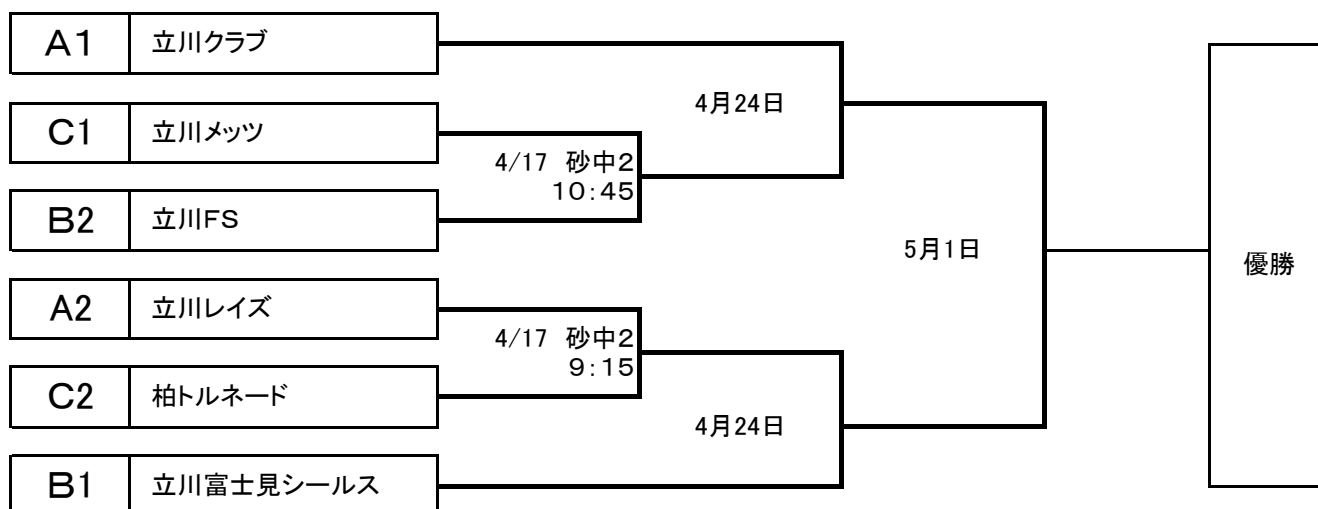 A1 立川クラブ
4月24日
C1 立川メッツ
4/17 砂中2
10:45
B2 立川FS
5月1日
優勝
A2 立川レイズ
4/17 砂中2
9:15
C2 柏トルネード
4月24日
B1 立川富士見シールス